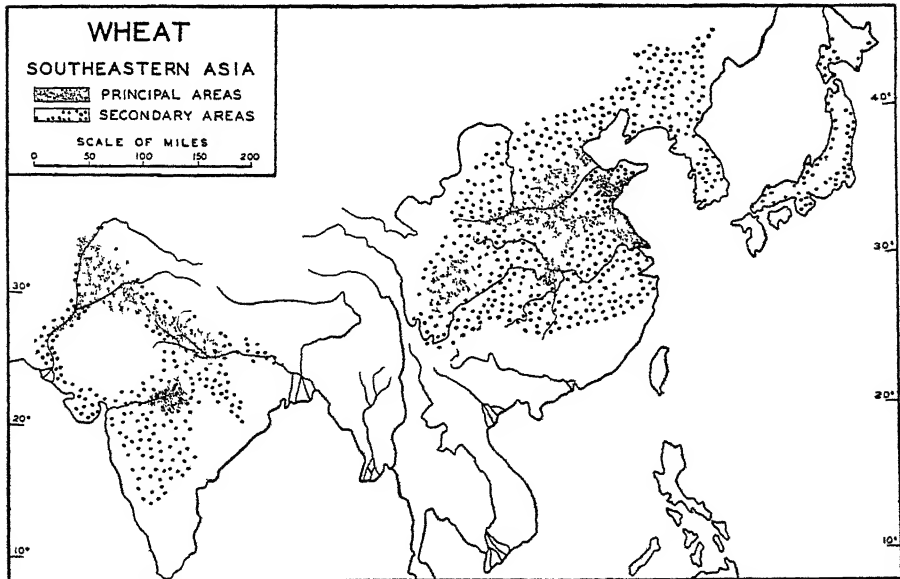 WHEAT
SOUTHEASTERN ASIA
PRINCIPAL AREAS
SECONDARY AREAS
SCALE OF MILES
0 50 100 150 200
40°
30°
30°
20°
20°
10°
10°